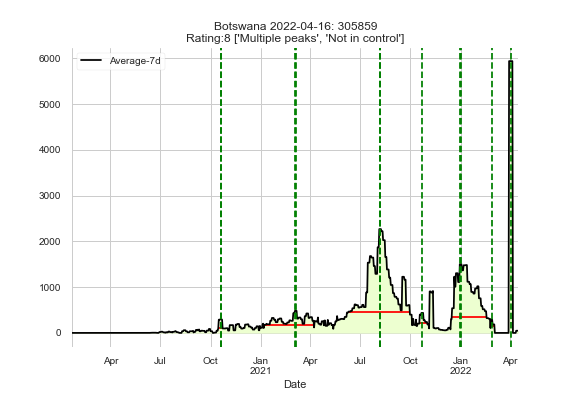 Botswana 2022-04-16: 305859
Rating:8 ['Multiple peaks', 'Not in control']
Average-7d
6000
5000
4000
3000
2000
1000
0
Apr Jul Oct Jan Apr Jul Oct Jan Apr
2021 2022
Date